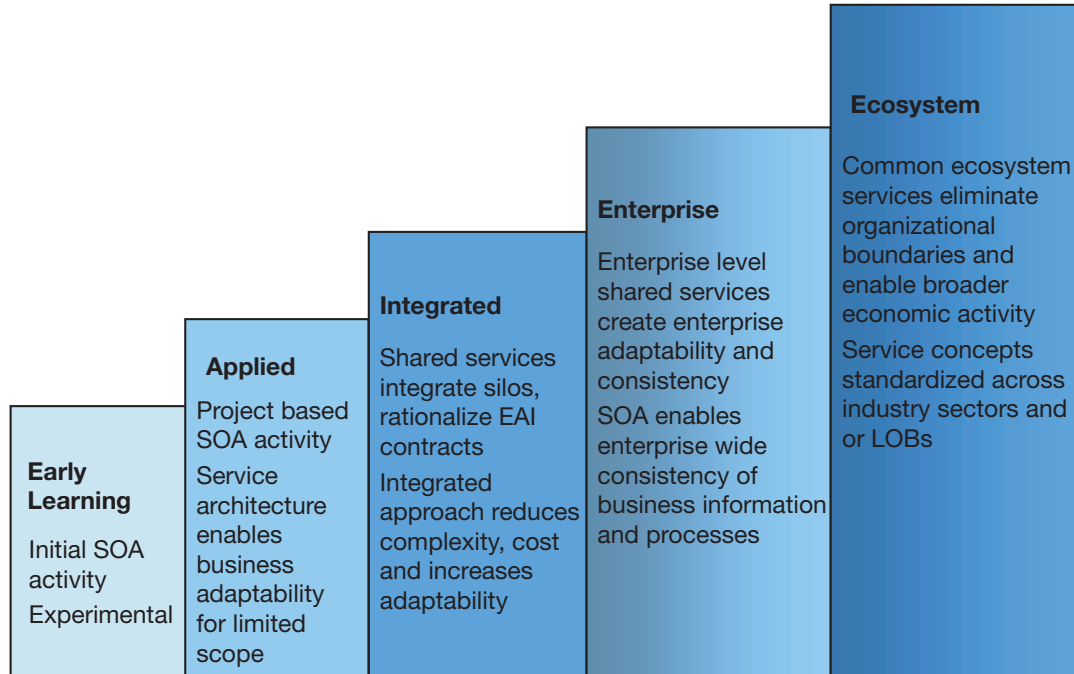 Early
Learning
Initial SOA
activity
Experimental
Applied
Project based
SOA activity
Service
architecture
enables
business
adaptability
for limited
scope
Integrated
Shared services
integrate silos,
rationalize EAI
contracts
Integrated
approach reduces
complexity, cost
and increases
adaptability
Enterprise
Enterprise level
shared services
create enterprise
adaptability and
consistency
SOA enables
enterprise wide
consistency of
business information
and processes
Ecosystem
Common ecosystem
services eliminate
organizational
boundaries and
enable broader
economic activity
Service concepts
standardized across
industry sectors and
or LOBs